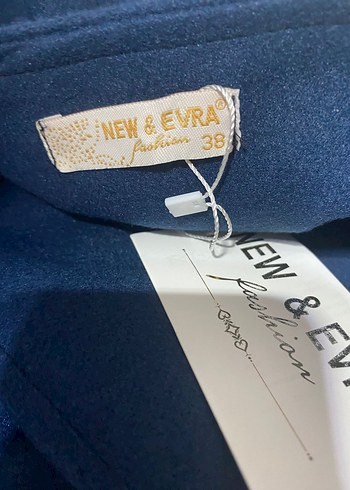 NEW & EVRA®
fashion 38
NEW & EV
fashion